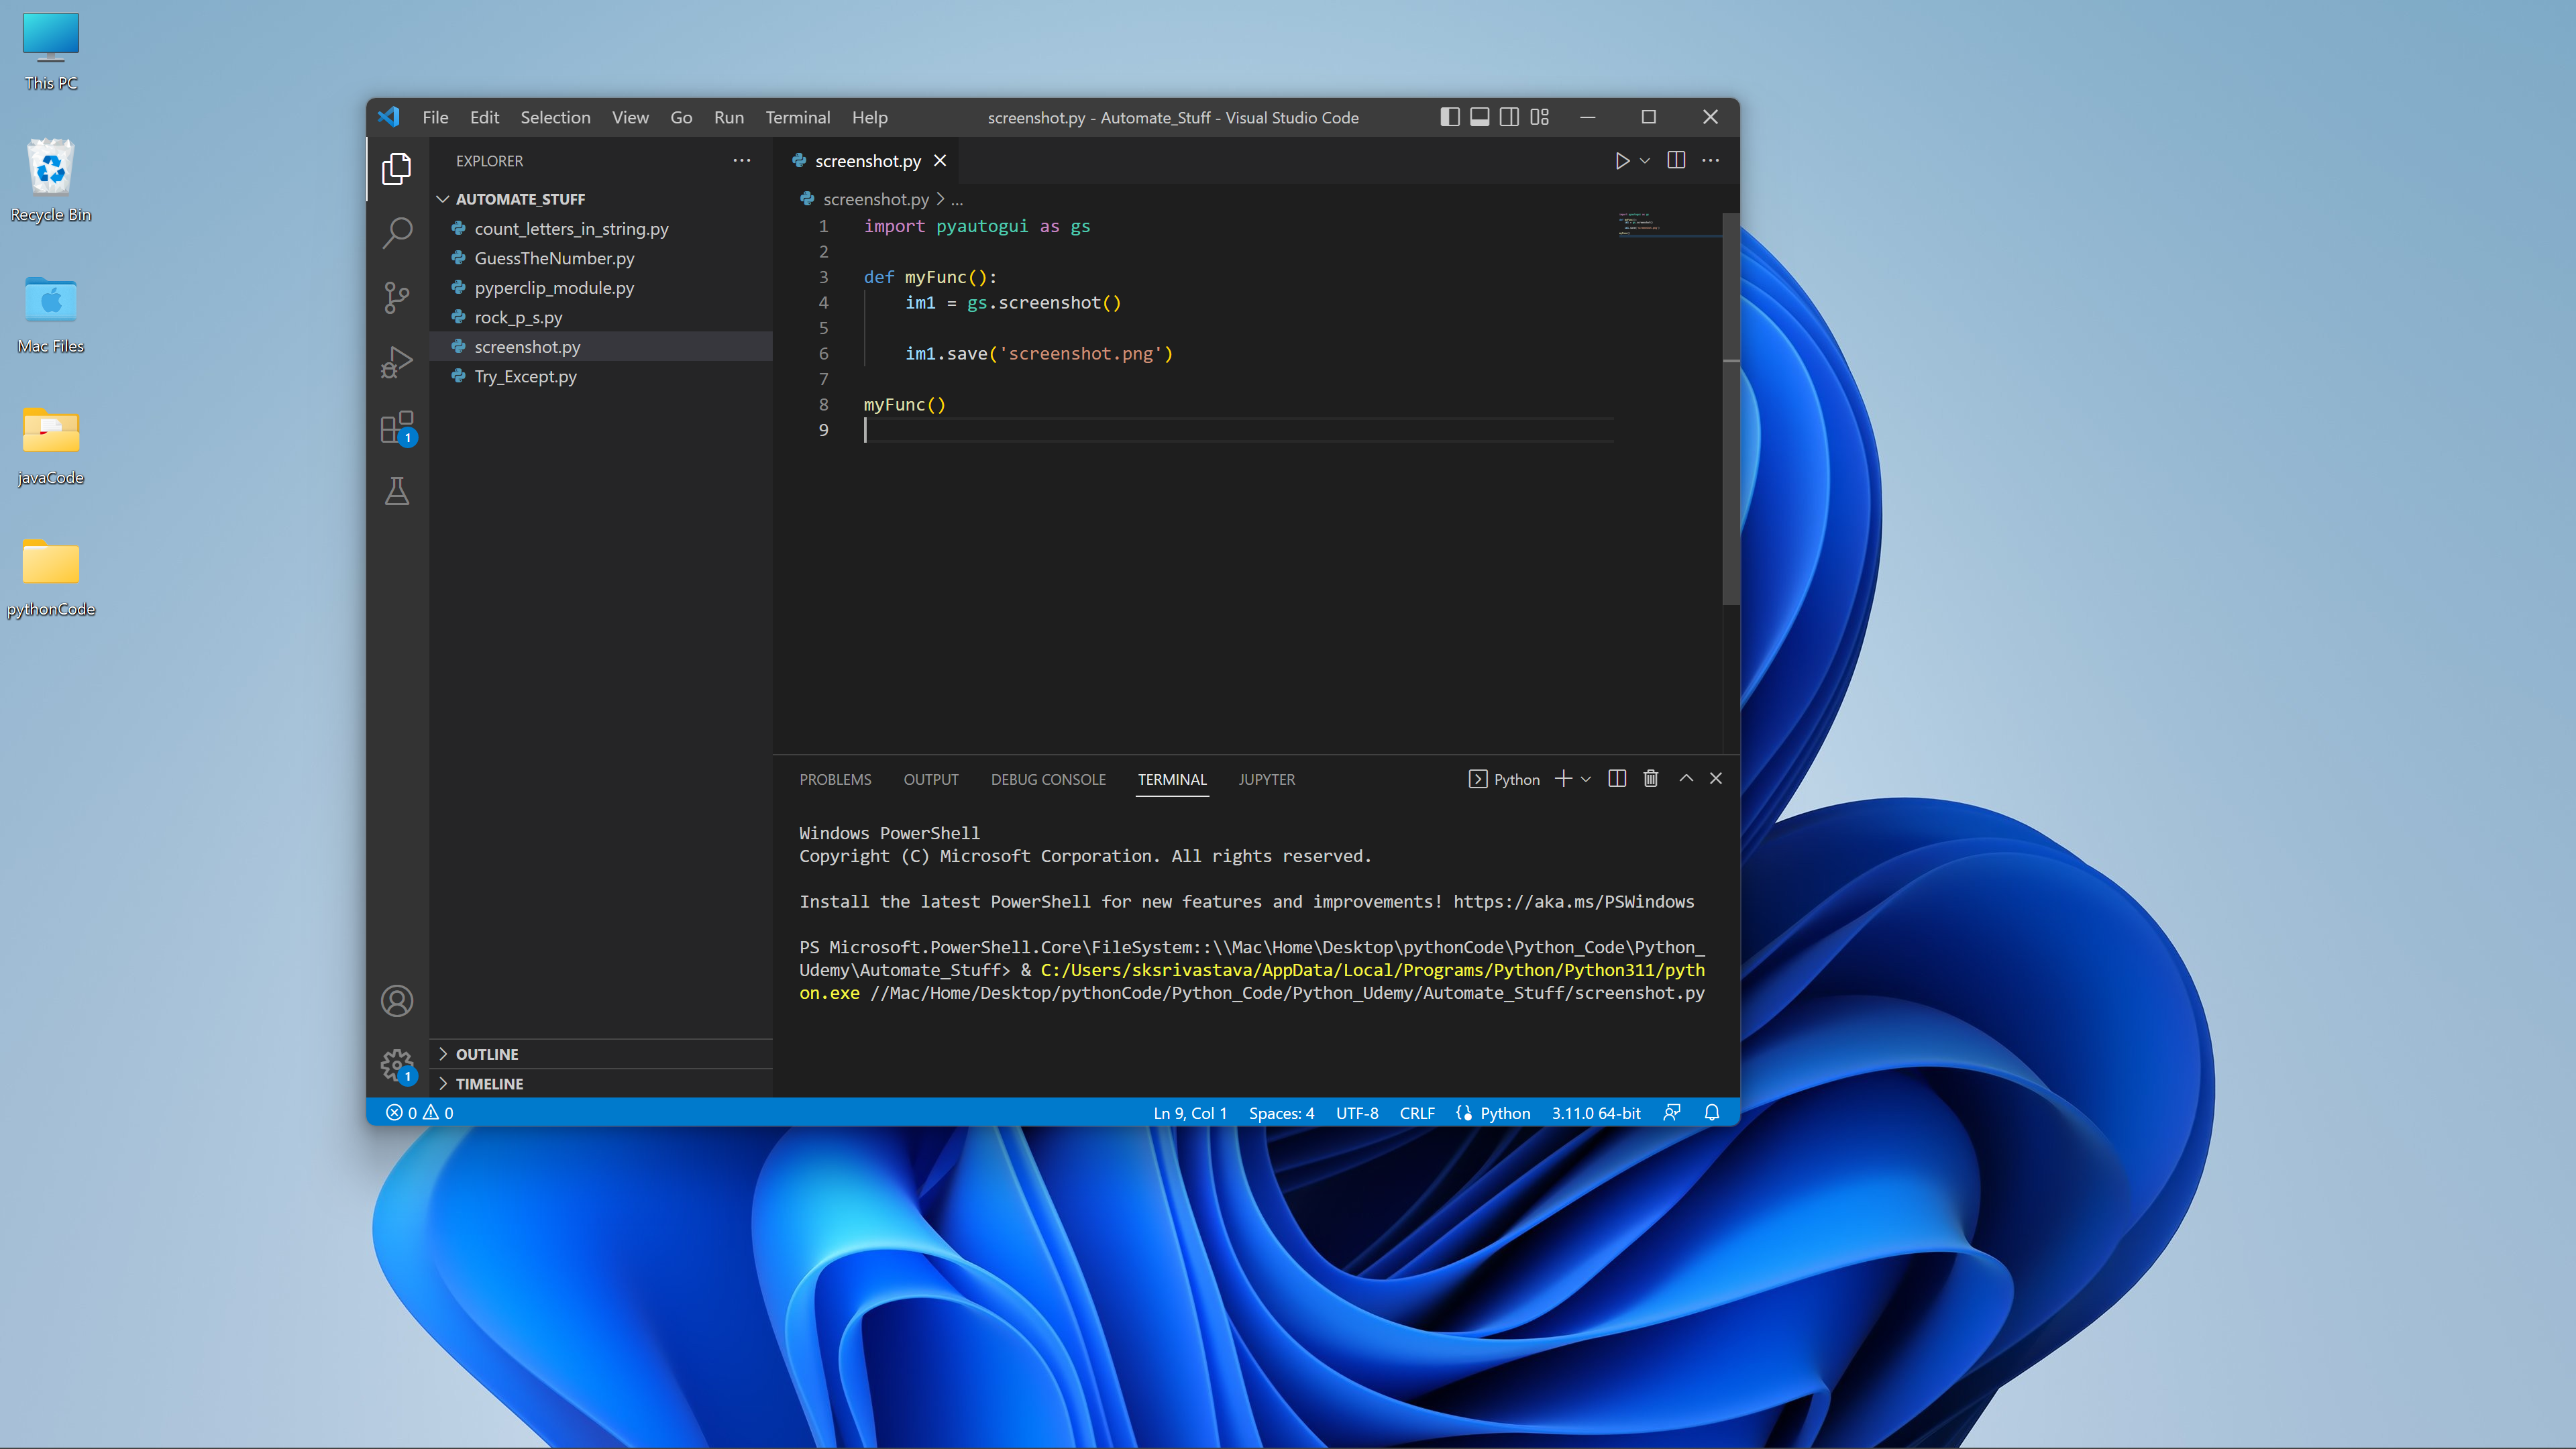 This PC
Recycle Bin
Mac Files
javaCode
pythonCode
File Edit Selection View Go Run Terminal Help
screenshot.py - Automate_Stuff - Visual Studio Code
EXPLORER
AUTOMATE_STUFF
count_letters_in_string.py
GuessTheNumber.py
pyperclip_module.py
rock_p_s.py
screenshot.py
Try_Except.py
1
1
OUTLINE
TIMELINE
screenshot.py
screenshot.py > ...
1 import pyautogui as gs
2
3 def myFunc():
4 im1 = gs.screenshot()
5
6 im1.save('screenshot.png')
7
8 myFunc()
9
PROBLEMS OUTPUT DEBUG CONSOLE TERMINAL JUPYTER
Python
Windows PowerShell
Copyright (C) Microsoft Corporation. All rights reserved.
Install the latest PowerShell for new features and improvements! https://aka.ms/PSWindows
PS Microsoft.PowerShell.Core\FileSystem::\\Mac\Home\Desktop\pythonCode\Python_Code\Python_
Udemy\Automate_Stuff> & C:/Users/sksrivastava/AppData/Local/Programs/Python/Python311/pyth
on.exe //Mac/Home/Desktop/pythonCode/Python_Code/Python_Udemy/Automate_Stuff/screenshot.py
0 0
Ln 9, Col 1 Spaces: 4 UTF-8 CRLF Python 3.11.0 64-bit